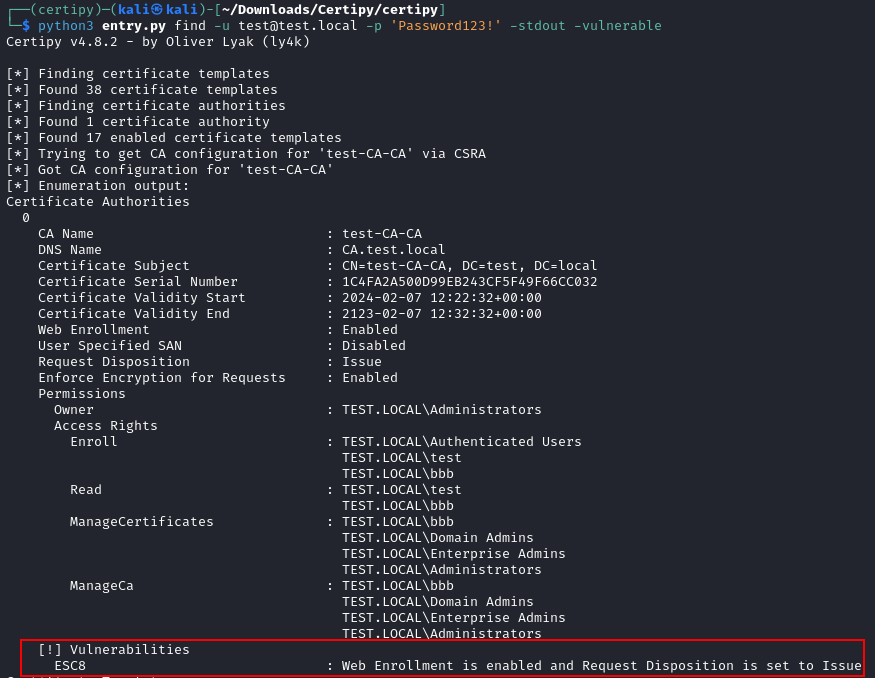 ┌──(certipy)─(kali㉿kali)-[~/Downloads/Certipy/certipy]
└─$ python3 entry.py find -u test@test.local -p 'Password123!' -stdout -vulnerable
Certipy v4.8.2 - by Oliver Lyak (ly4k)
[*] Finding certificate templates
[*] Found 38 certificate templates
[*] Finding certificate authorities
[*] Found 1 certificate authority
[*] Found 17 enabled certificate templates
[*] Trying to get CA configuration for 'test-CA-CA' via CSRA
[*] Got CA configuration for 'test-CA-CA'
[*] Enumeration output:
Certificate Authorities
0
CA Name : test-CA-CA
DNS Name : CA.test.local
Certificate Subject : CN=test-CA-CA, DC=test, DC=local
Certificate Serial Number : 1C4FA2A500D99EB243CF5F49F66CC032
Certificate Validity Start : 2024-02-07 12:22:32+00:00
Certificate Validity End : 2123-02-07 12:32:32+00:00
Web Enrollment : Enabled
User Specified SAN : Disabled
Request Disposition : Issue
Enforce Encryption for Requests : Enabled
Permissions
Owner : TEST.LOCAL\Administrators
Access Rights
Enroll : TEST.LOCAL\Authenticated Users
TEST.LOCAL\test
TEST.LOCAL\bbb
Read : TEST.LOCAL\test
TEST.LOCAL\bbb
ManageCertificates : TEST.LOCAL\bbb
TEST.LOCAL\Domain Admins
TEST.LOCAL\Enterprise Admins
TEST.LOCAL\Administrators
ManageCa : TEST.LOCAL\bbb
TEST.LOCAL\Domain Admins
TEST.LOCAL\Enterprise Admins
TEST.LOCAL\Administrators
[!] Vulnerabilities
ESC8 : Web Enrollment is enabled and Request Disposition is set to Issue